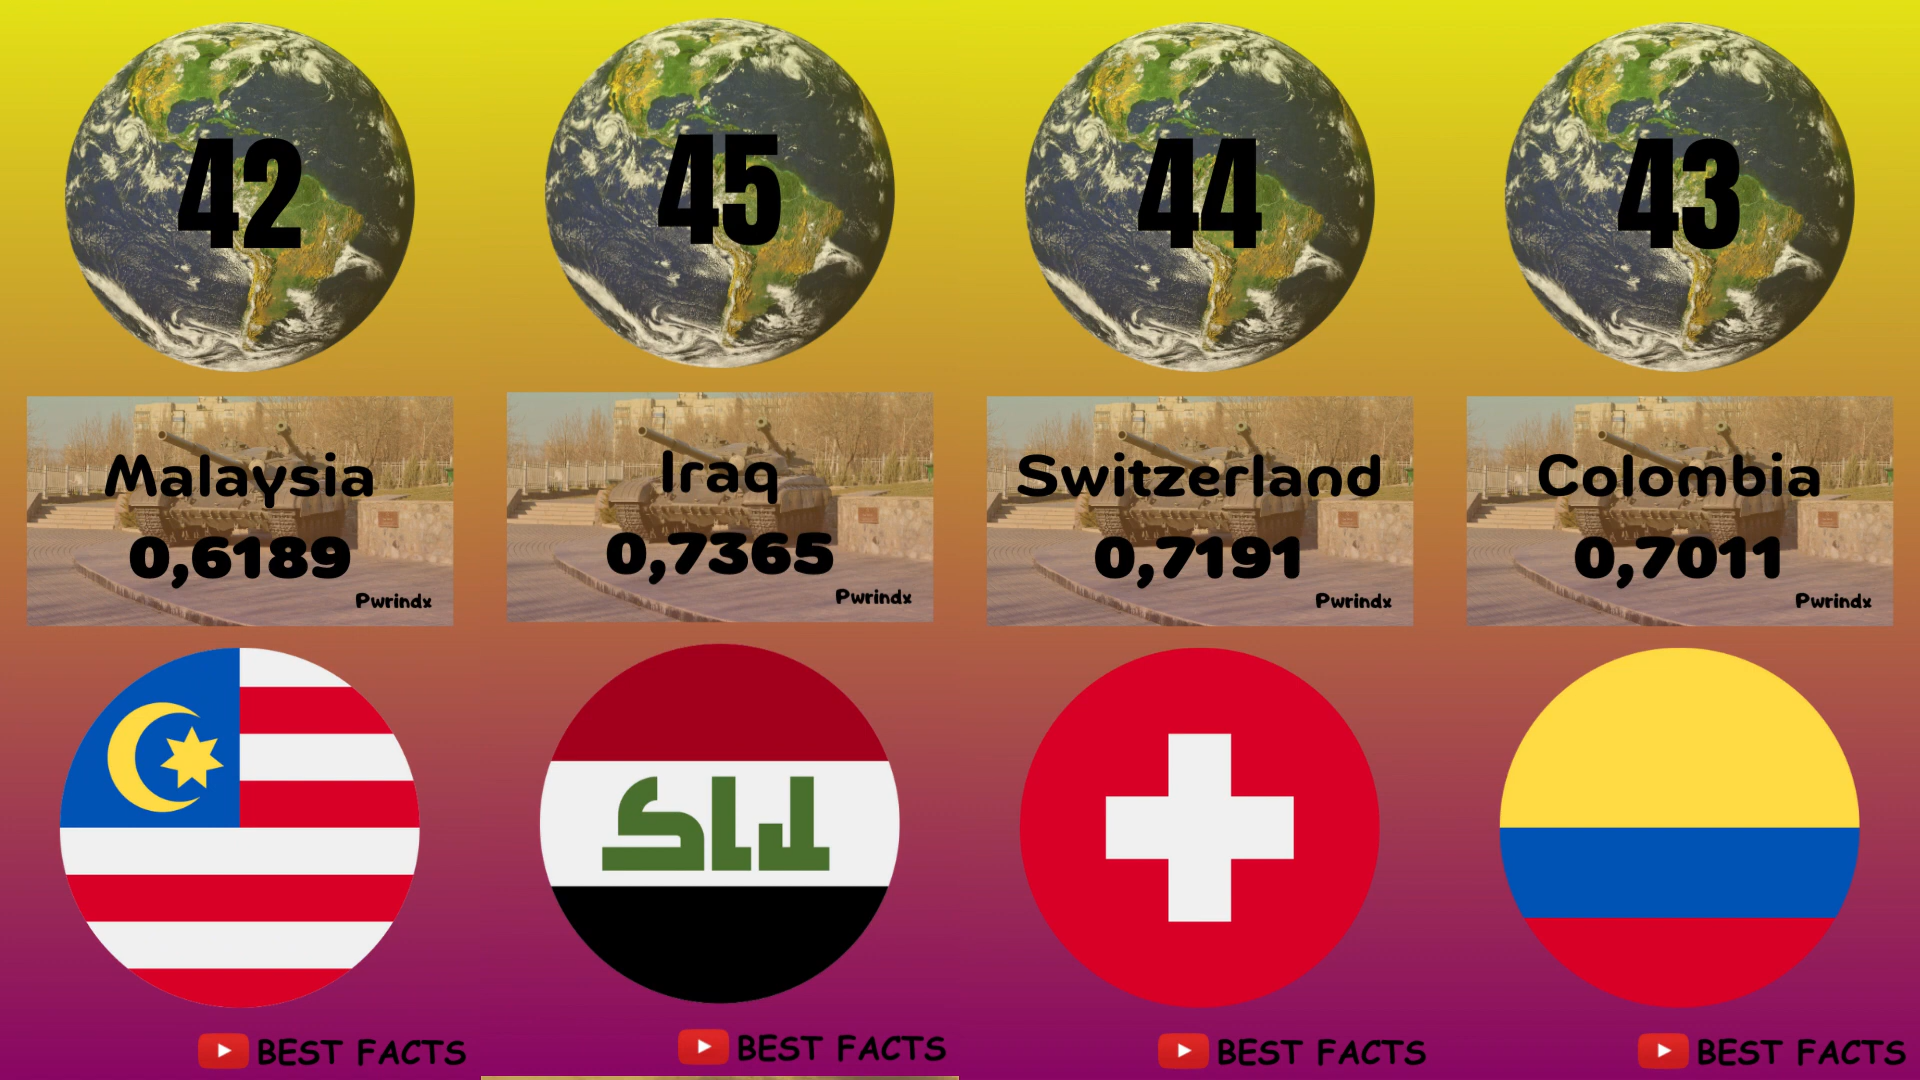 42
Malaysia
0,6189
Pwrindx
BEST FACTS
45
Iraq
0,7365
Pwrindx
BEST FACTS
44
Switzerland
0,7191
Pwrindx
BEST FACTS
43
Colombia
0,7011
Pwrindx
BEST FACTS